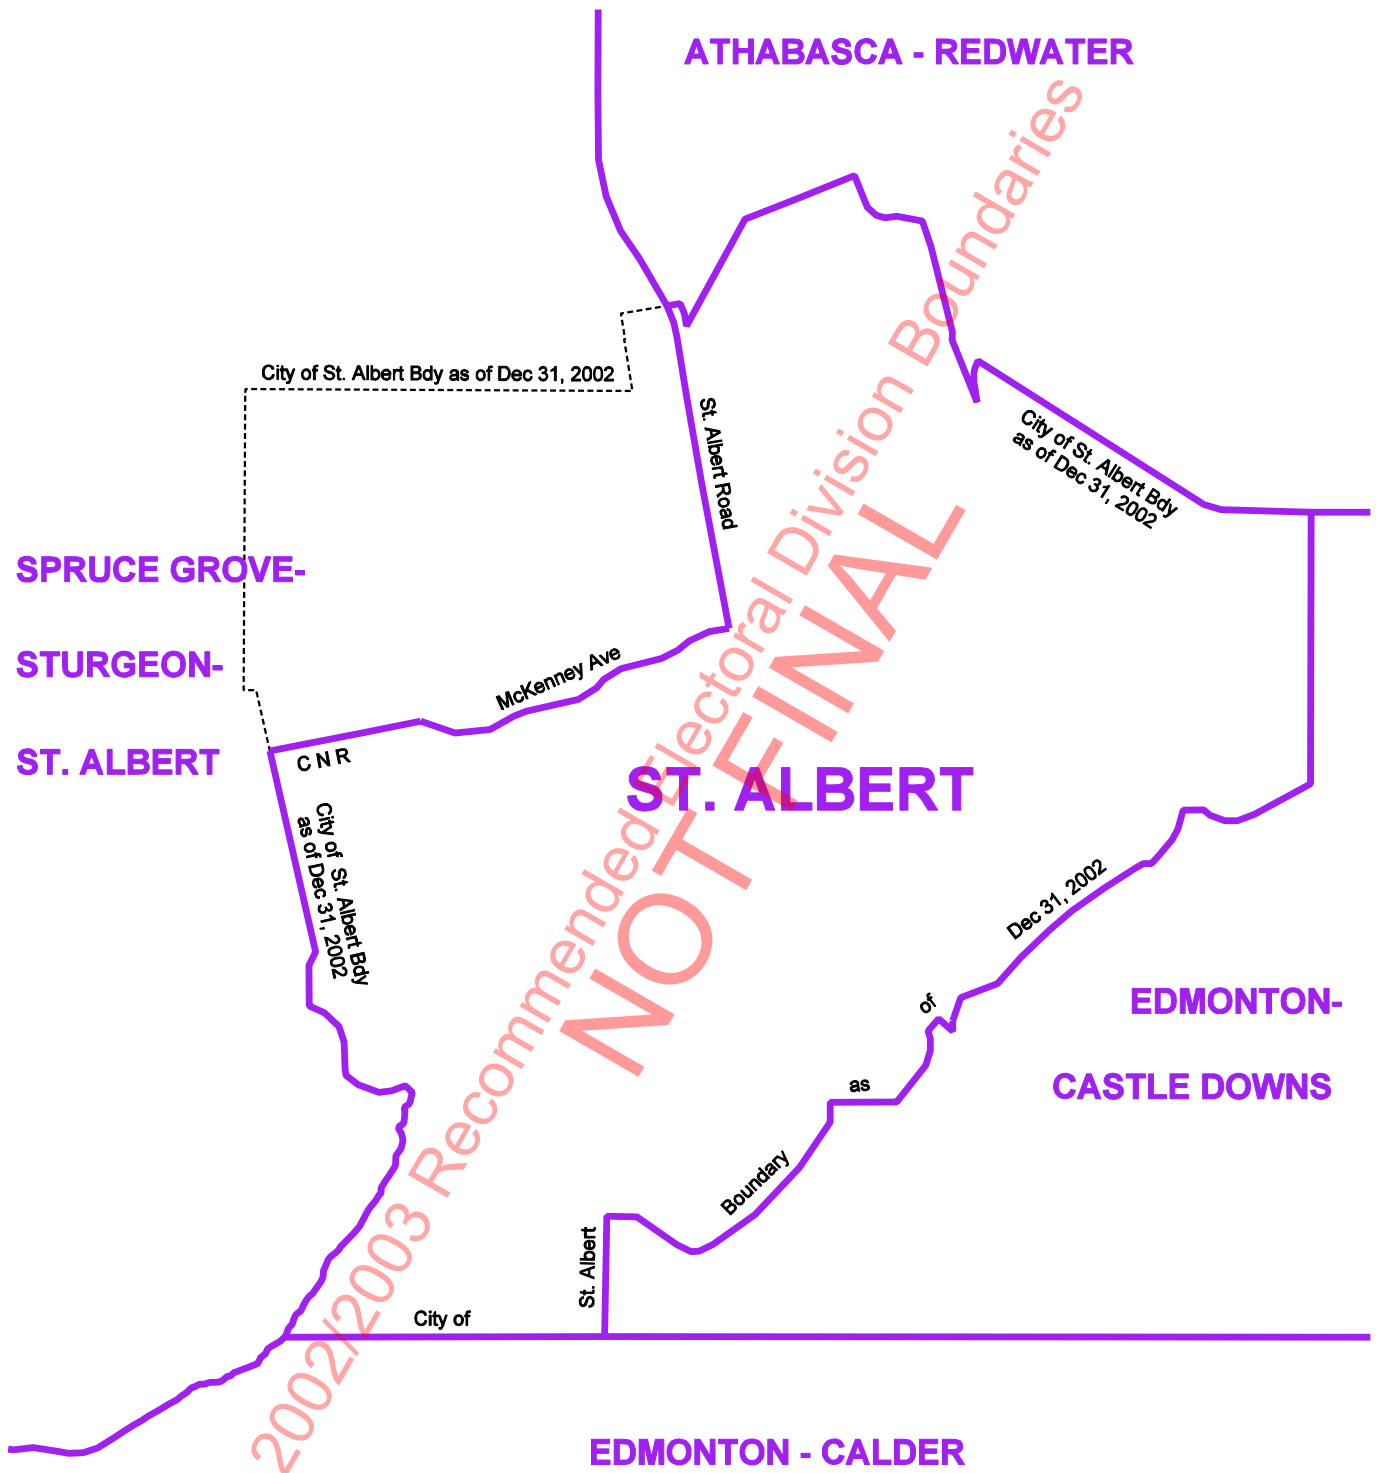 ATHABASCA - REDWATER
2002/2003 Recommended Electoral Division Boundaries
NOT FINAL
City of St. Albert Bdy as of Dec 31, 2002
St. Albert Road
City of St. Albert Bdy
as of Dec 31, 2002
SPRUCE GROVE-
STURGEON-
ST. ALBERT
McKenney Ave
C N R
ST. ALBERT
City of St. Albert Bdy
as of Dec 31, 2002
City of
St. Albert
Boundary
as
of
Dec 31, 2002
EDMONTON-
CASTLE DOWNS
EDMONTON - CALDER